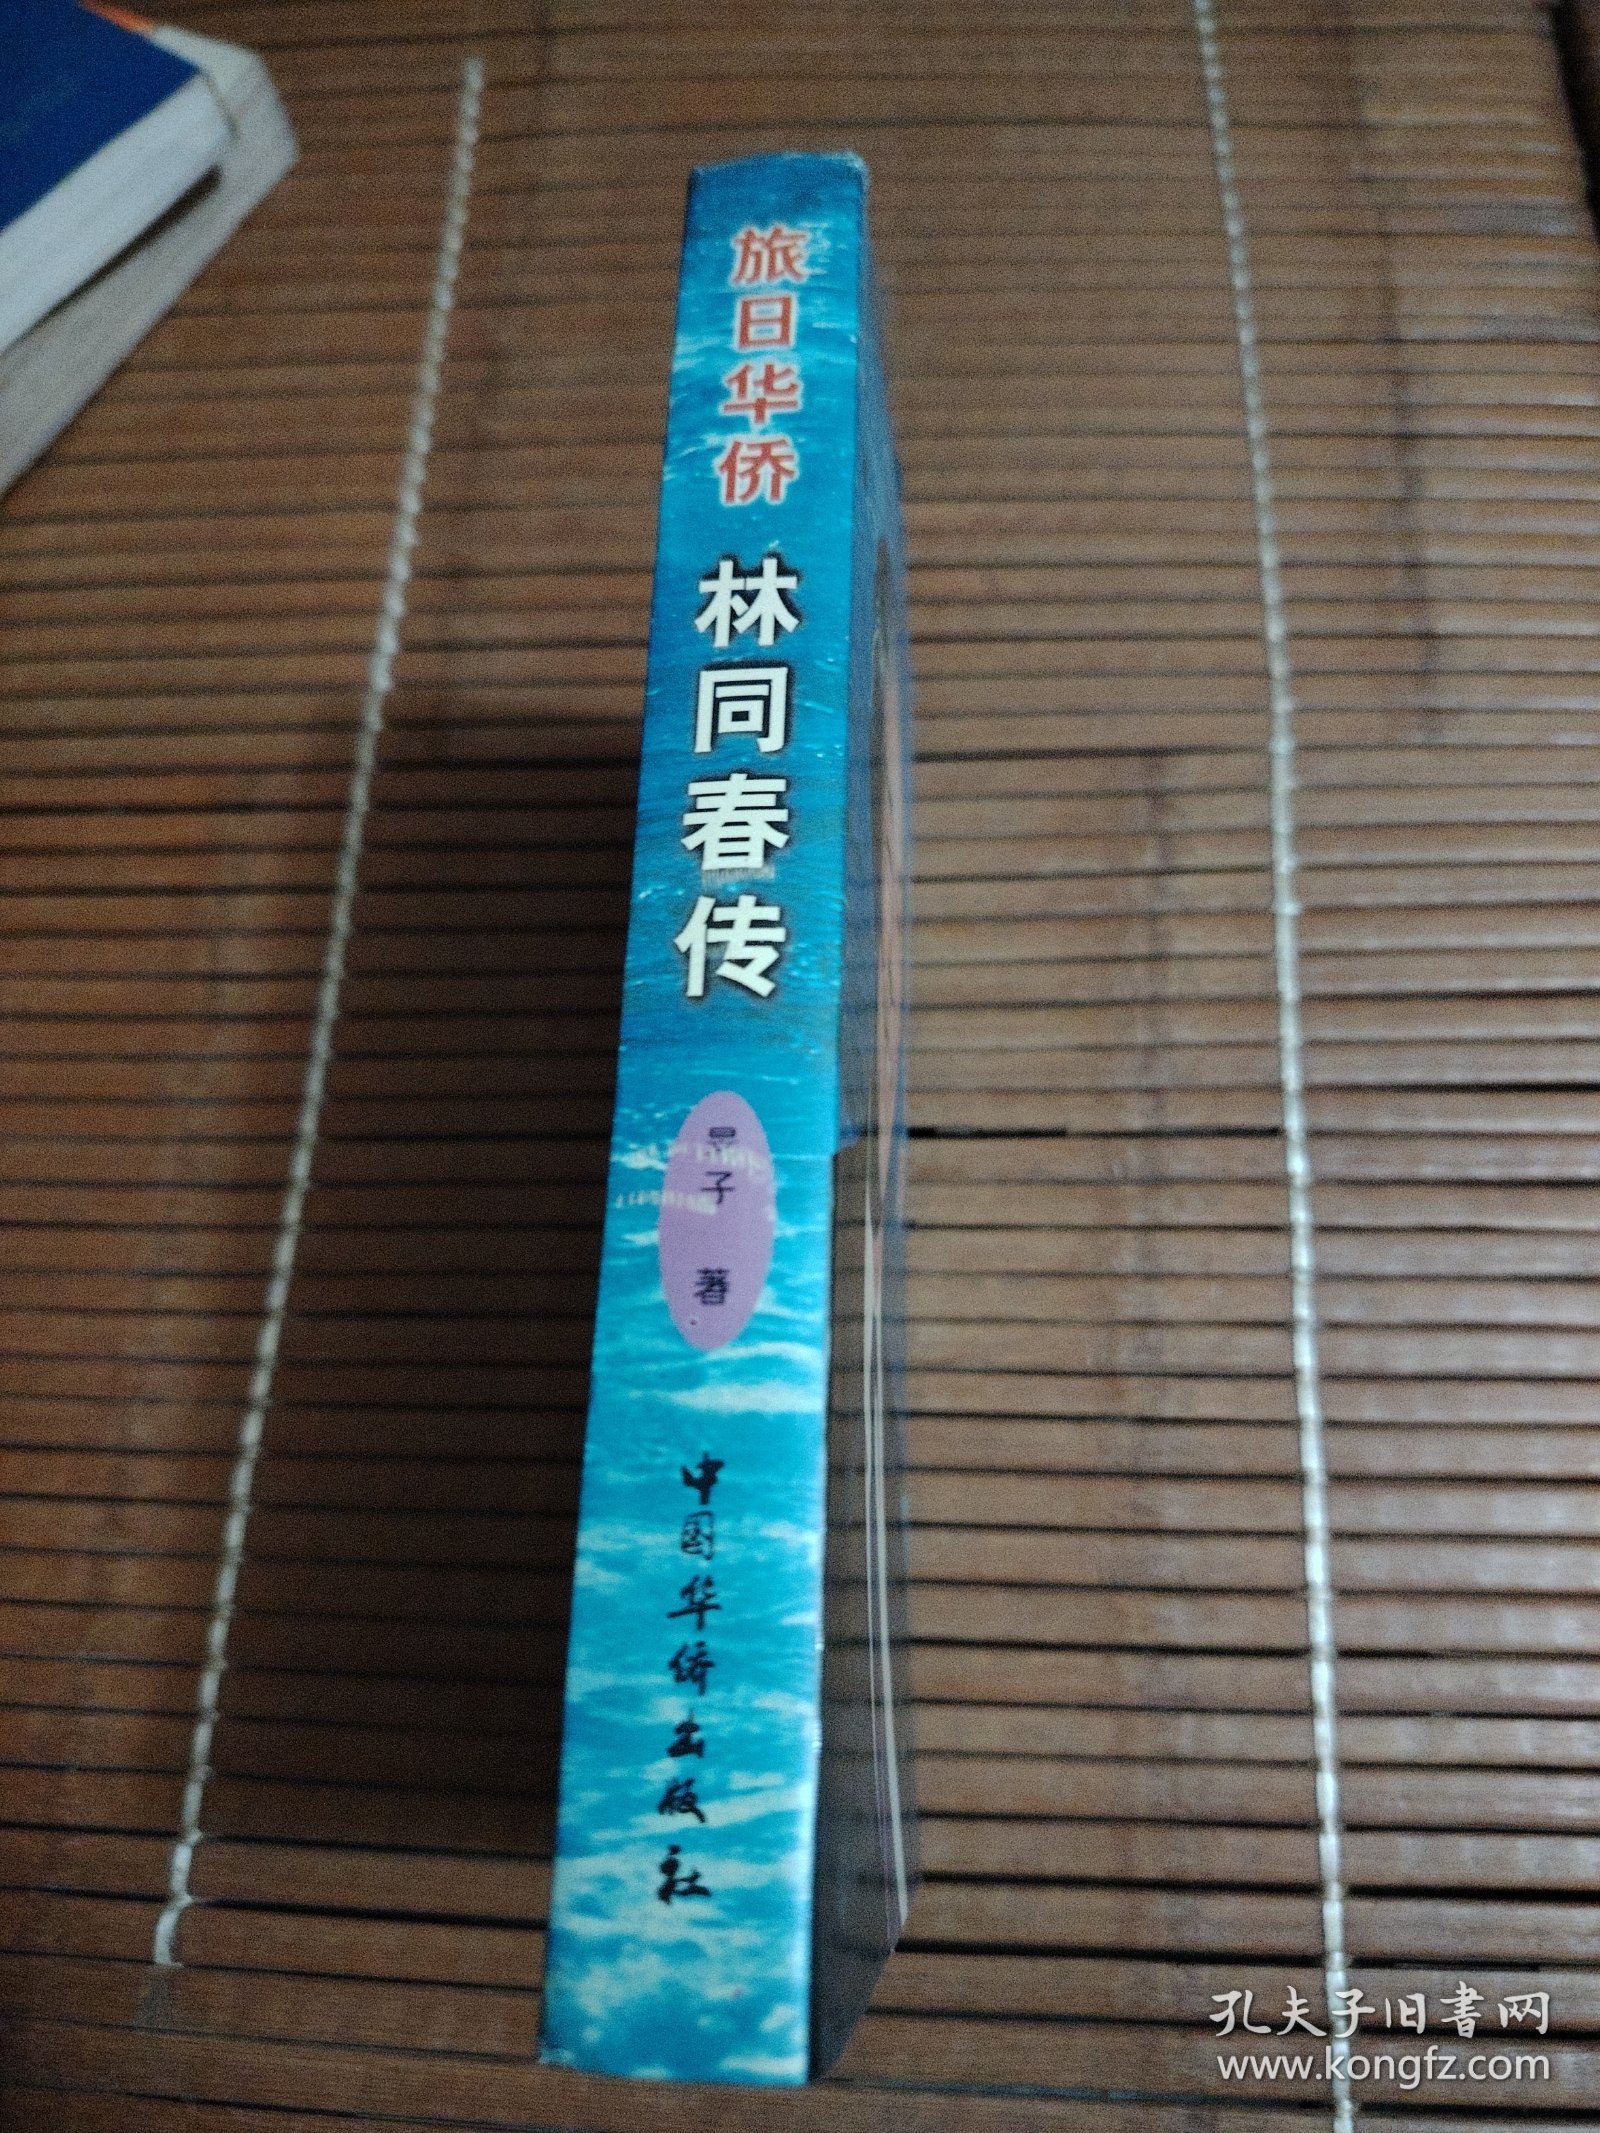 旅日华侨
林同春传
子 著
中国华侨出版社
孔夫子旧书网
www.kongfz.com